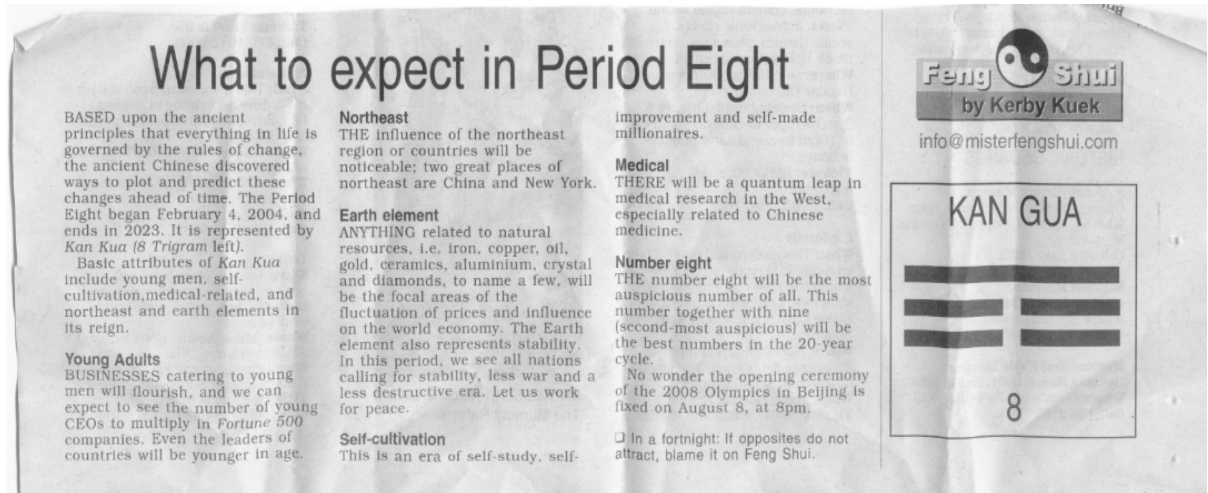 What to expect in Period Eight
BASED upon the ancient
principles that everything in life is
governed by the rules of change,
the ancient Chinese discovered
ways to plot and predict these
changes ahead of time. The Period
Eight began February 4, 2004, and
ends in 2023. It is represented by
Kan Kua (8 Trigram left).
Basic attributes of Kan Kua
include young men, self-
cultivation,medical-related, and
northeast and earth elements in
its reign.
Young Adults
BUSINESSES catering to young
men will flourish, and we can
expect to see the number of young
CEOs to multiply in Fortune 500
companies. Even the leaders of
countries will be younger in age.
Northeast
THE influence of the northeast
region or countries will be
noticeable; two great places of
northeast are China and New York.
Earth element
ANYTHING related to natural
resources, i.e. iron, copper, oil,
gold, ceramics, aluminium, crystal
and diamonds, to name a few, will
be the focal areas of the
fluctuation of prices and influence
on the world economy. The Earth
element also represents stability.
In this period, we see all nations
calling for stability, less war and a
less destructive era. Let us work
for peace.
Self-cultivation
This is an era of self-study, self-
improvement and self-made
millionaires.
Medical
THERE will be a quantum leap in
medical research in the West,
especially related to Chinese
medicine.
Number eight
THE number eight will be the most
auspicious number of all. This
number together with nine
(second-most auspicious) will be
the best numbers in the 20-year
cycle.
No wonder the opening ceremony
of the 2008 Olympics in Beijing is
fixed on August 8, at 8pm.
❏ In a fortnight: If opposites do not
attract, blame it on Feng Shui.
Feng Shui
by Kerby Kuek
info@misterfengshui.com
KAN GUA
8